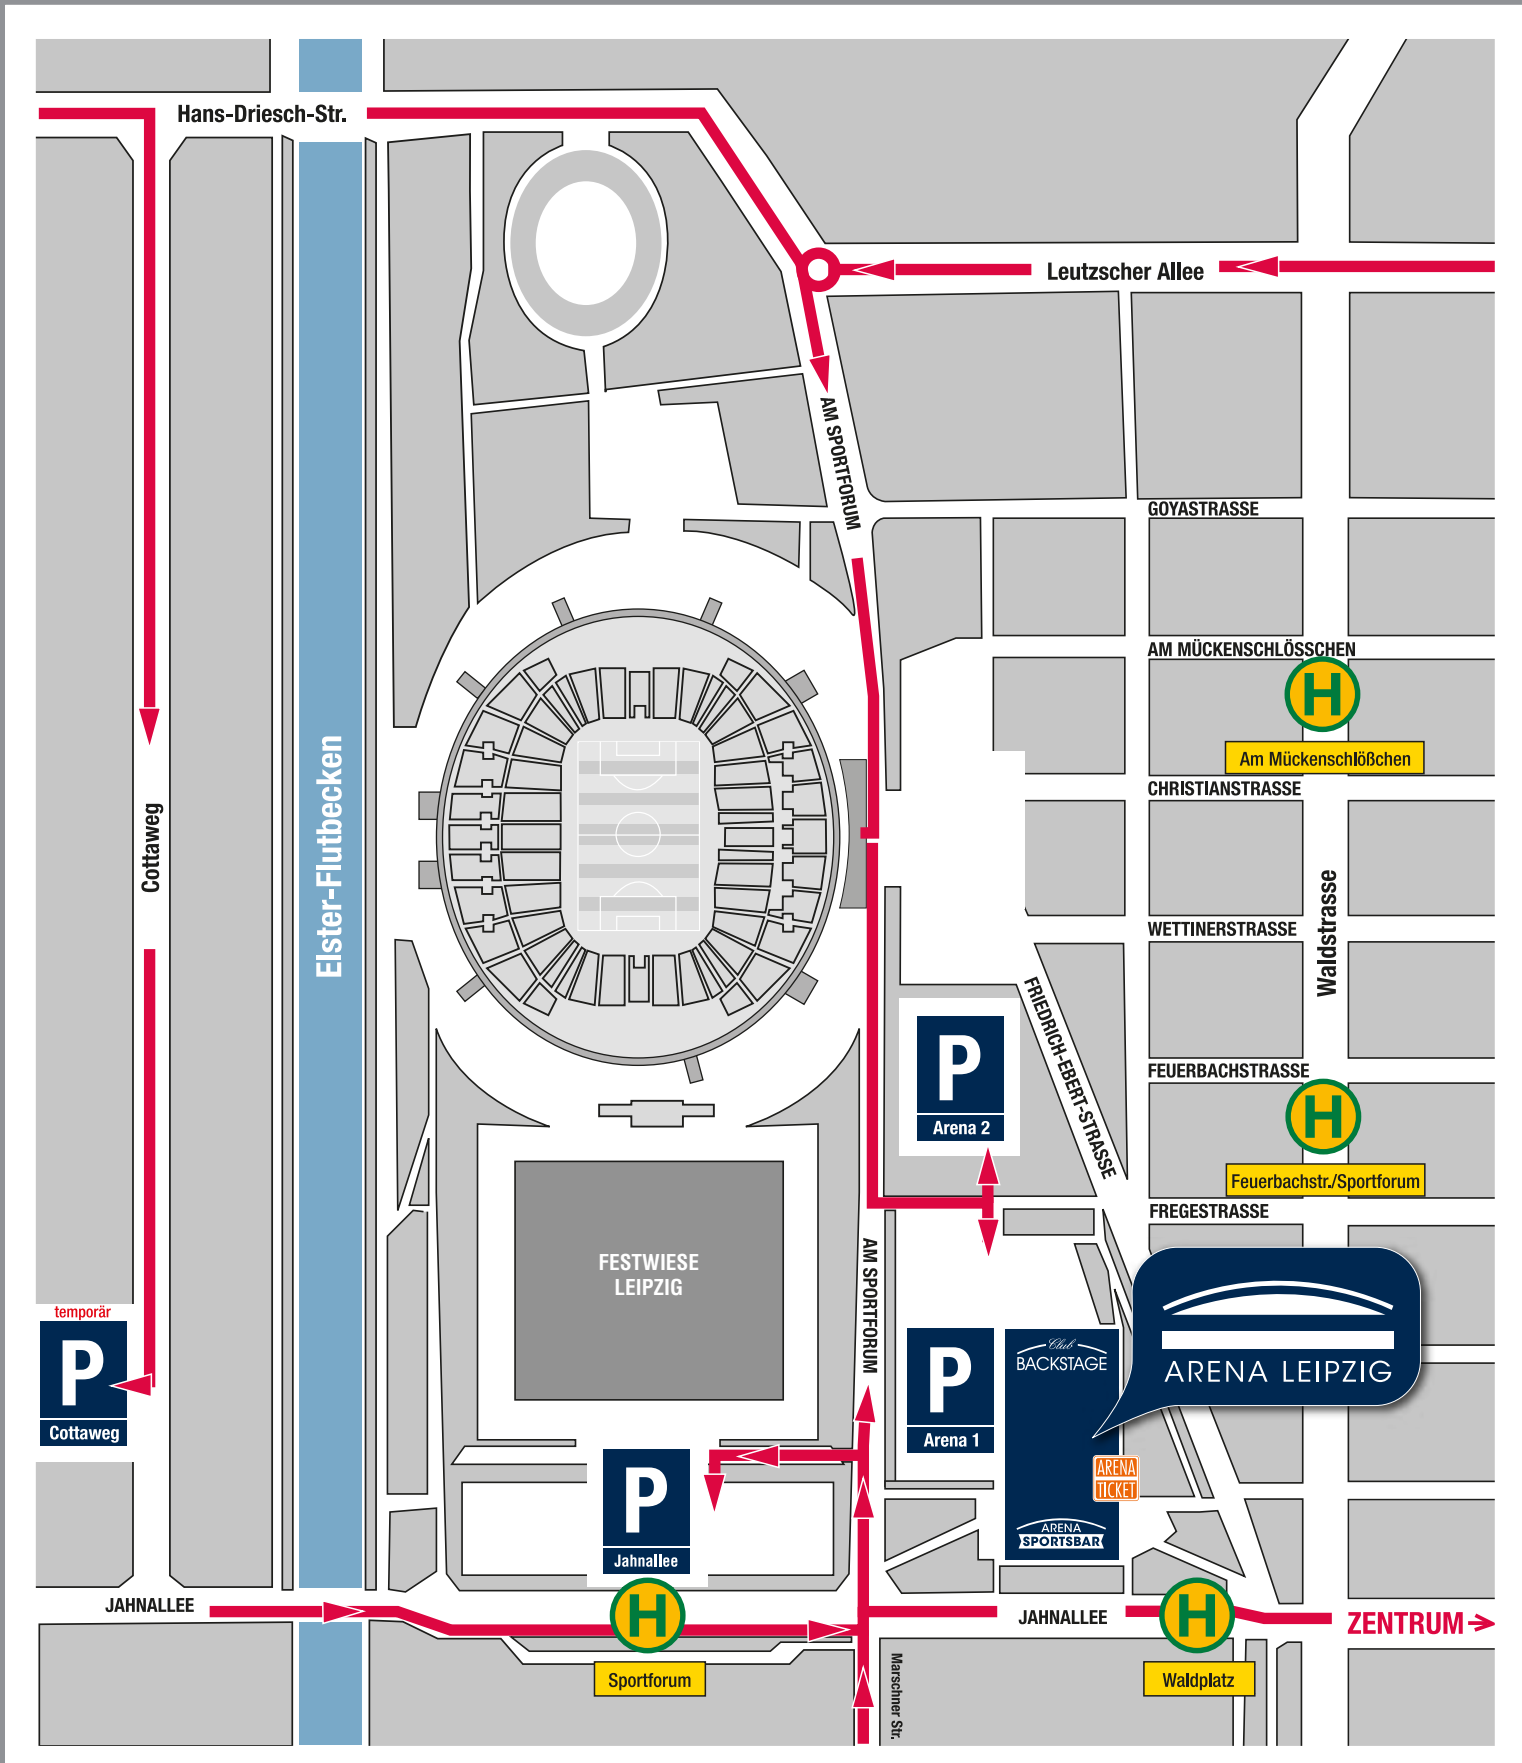 Hans-Driesch-Str.
Leutzscher Allee
AM SPORTFORUM
GOYASTRASSE
AM MÜCKENSCHLÖSSCHEN
H
Am Mückenschlößchen
CHRISTIANSTRASSE
Cottaweg
Elster-Flutbecken
Waldstrasse
WETTINERSTRASSE
FRIEDRICH-EBERT-STRASSE
P
Arena 2
FEUERBACHSTRASSE
H
Feuerbachstr./Sportforum
FREGESTRASSE
FESTWIESE
LEIPZIG
AM SPORTFORUM
temporär
P
Cottaweg
P
Arena 1
Club
BACKSTAGE
ARENA LEIPZIG
ARENA
TICKET
P
Jahnallee
ARENA
SPORTSBAR
JAHNALLEE
H
Sportforum
JAHNALLEE
H
Waldplatz
ZENTRUM
Marschner Str.